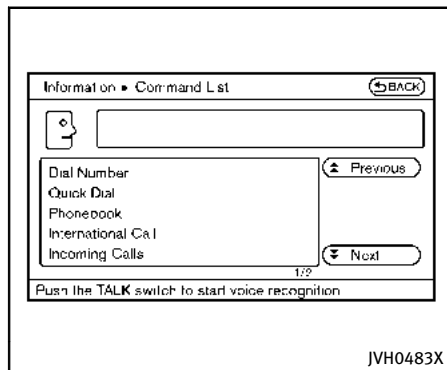 Information • Command List
BACK
Dial Number
Previous
Quick Dial
Phonebook
International Call
Incoming Calls
Next
1/2
Push the TALK switch to start voice recognition
JVH0483X